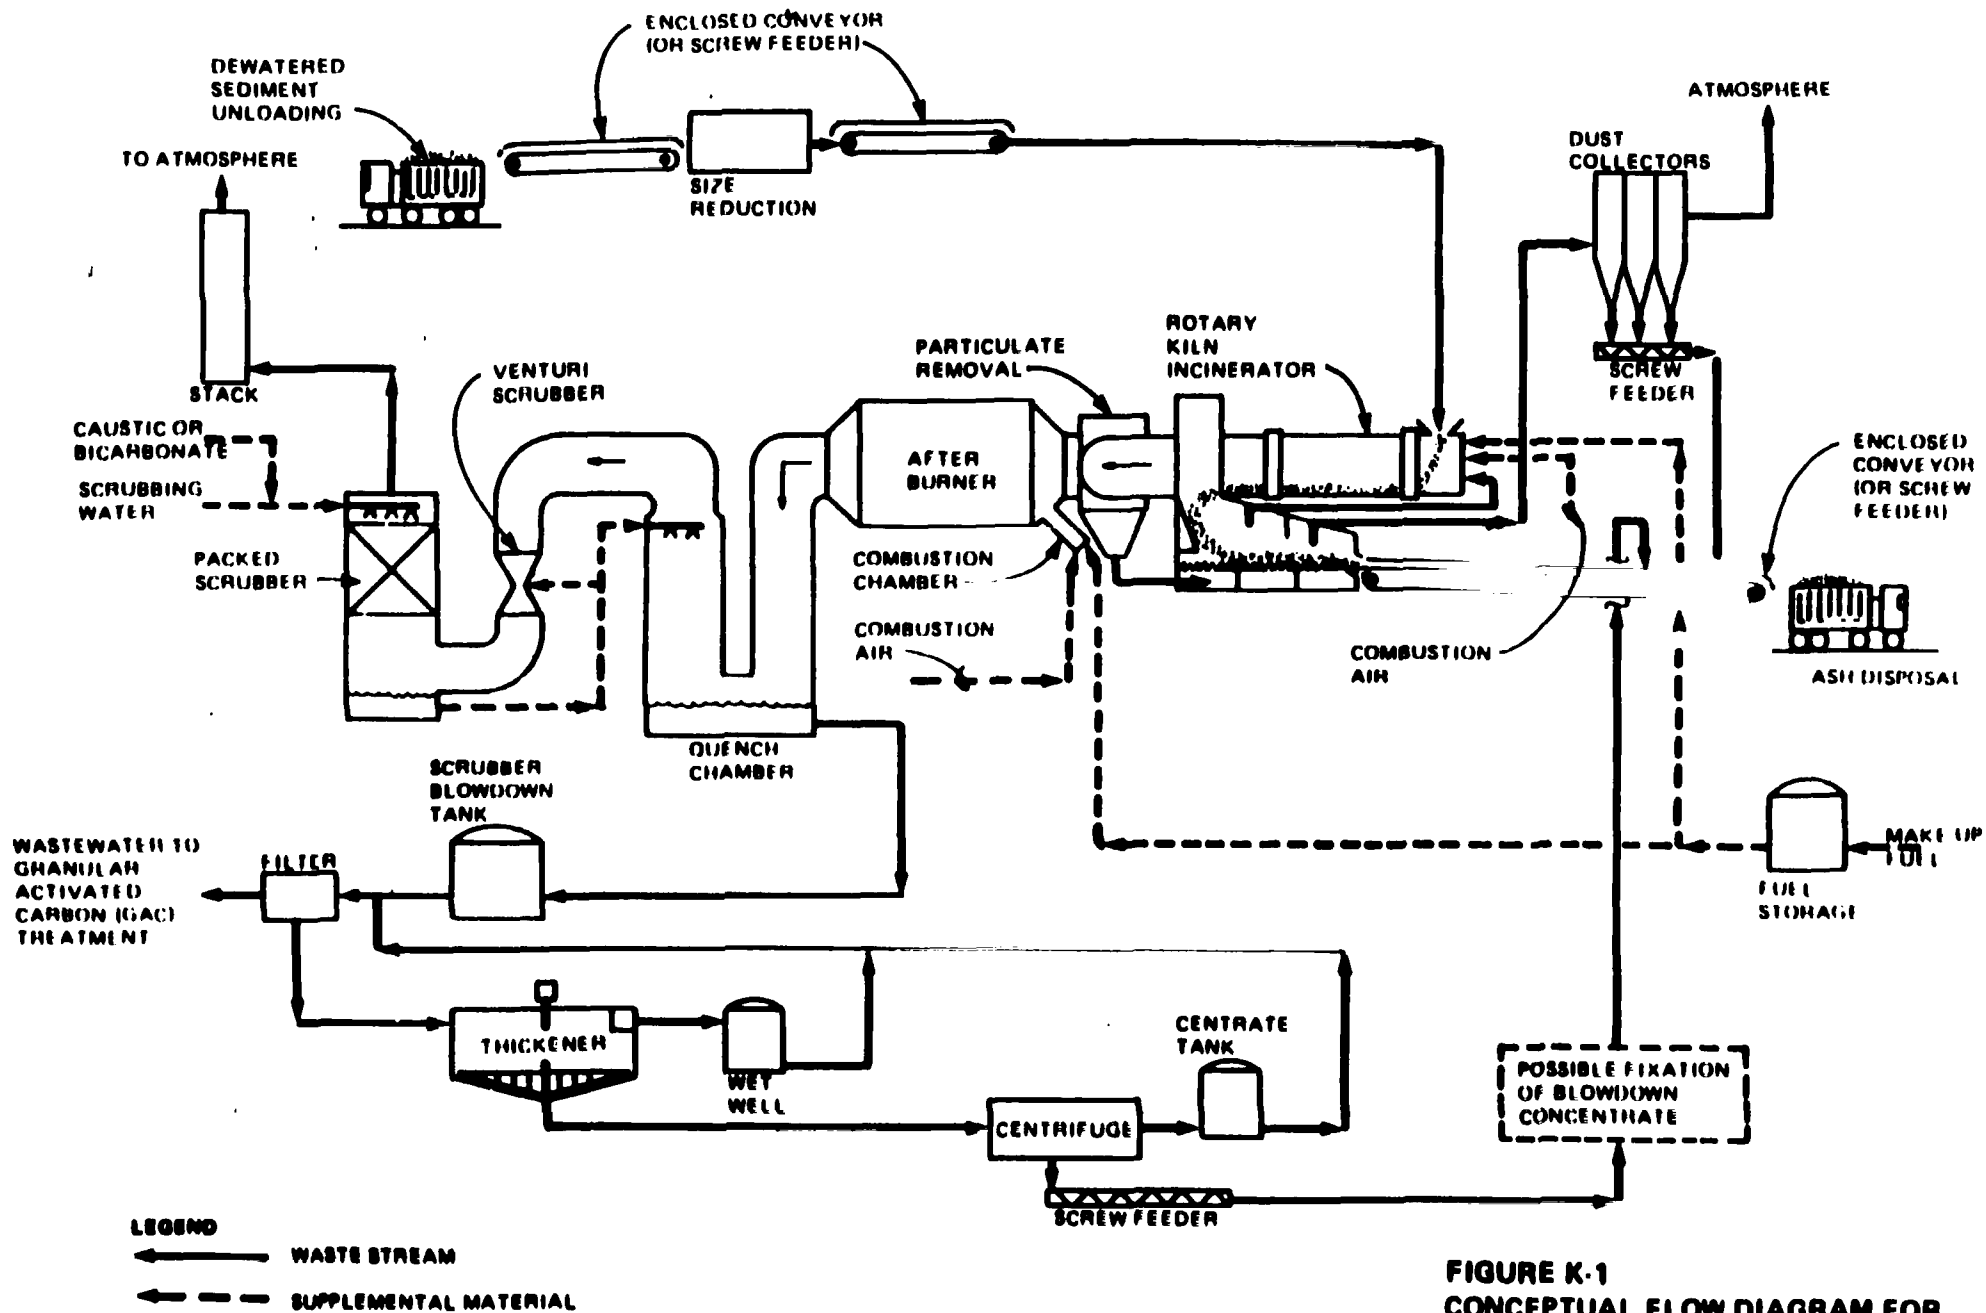 ENCLOSED CONVEYOR
(OR SCREW FEEDER)
DEWATERED
SEDIMENT
UNLOADING
ATMOSPHERE
DUST
COLLECTORS
TO ATMOSPHERE
SIZE
REDUCTION
ROTARY
KILN
INCINERATOR
PARTICULATE
REMOVAL
VENTURI
SCRUBBER
SCREW
FEEDER
STACK
CAUSTIC OR
BICARBONATE
ENCLOSED
CONVEYOR
(OR SCREW
FEEDER)
AFTER
BURNER
SCRUBBING
WATER
PACKED
SCRUBBER
COMBUSTION
CHAMBER
COMBUSTION
AIR
COMBUSTION
AIR
ASH DISPOSAL
QUENCH
CHAMBER
SCRUBBER
BLOWDOWN
TANK
WASTEWATER TO
GRANULAR
ACTIVATED
CARBON (GAC)
TREATMENT
FILTER
MAKE UP
FUEL
FUEL
STORAGE
THICKENER
CENTRATE
TANK
WET
WELL
POSSIBLE FIXATION
OF BLOWDOWN
CONCENTRATE
CENTRIFUGE
SCREW FEEDER
LEGEND
WASTE STREAM
SUPPLEMENTAL MATERIAL
FIGURE K-1
CONCEPTUAL FLOW DIAGRAM FOR